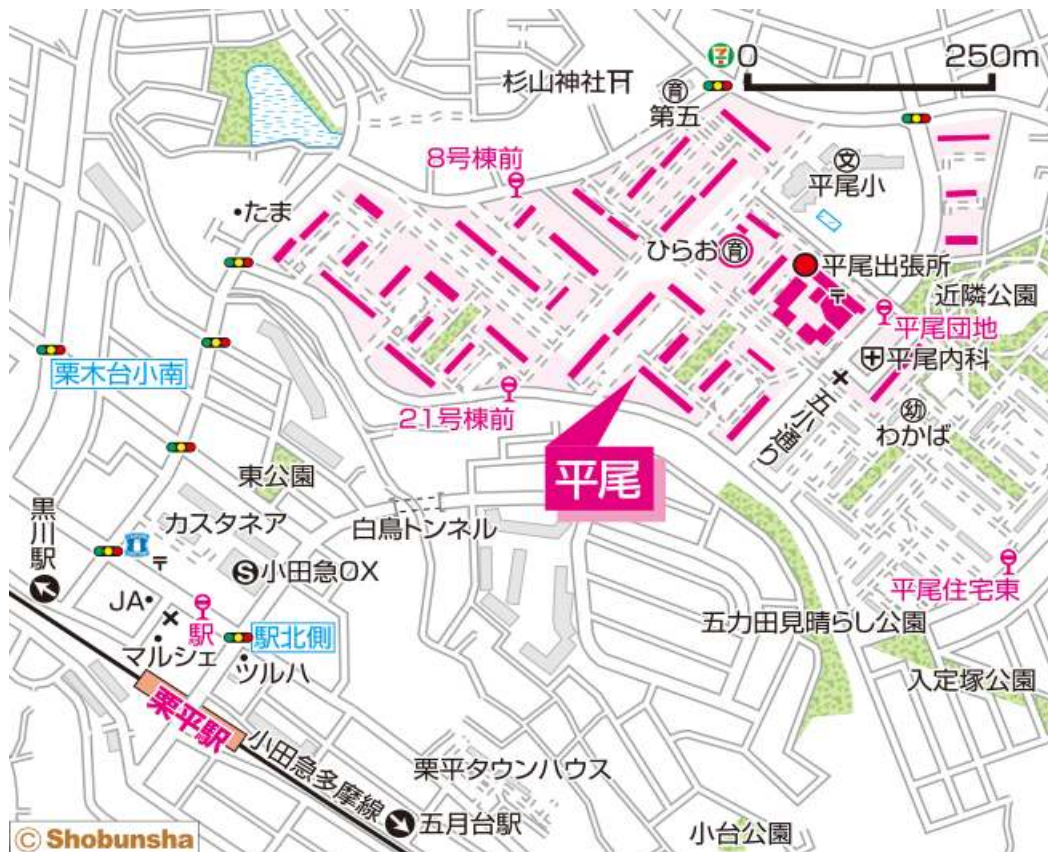 0 250m
杉山神社
育
第五
8号棟前
文
平尾小
たま
ひらお
育
平尾出張所
〒
近隣公園
平尾団地
平尾内科
栗木台小南
21号棟前
幼
わかば
五小通り
平尾
東公園
カスタネア
白鳥トンネル
黒川駅
〒
S小田急OX
JA
駅
駅北側
マルシェ
ツルハ
平尾住宅東
五力田見晴らし公園
入定塚公園
栗平駅
小田急多摩線
栗平タウンハウス
五月台駅
小台公園
© Shobunsha